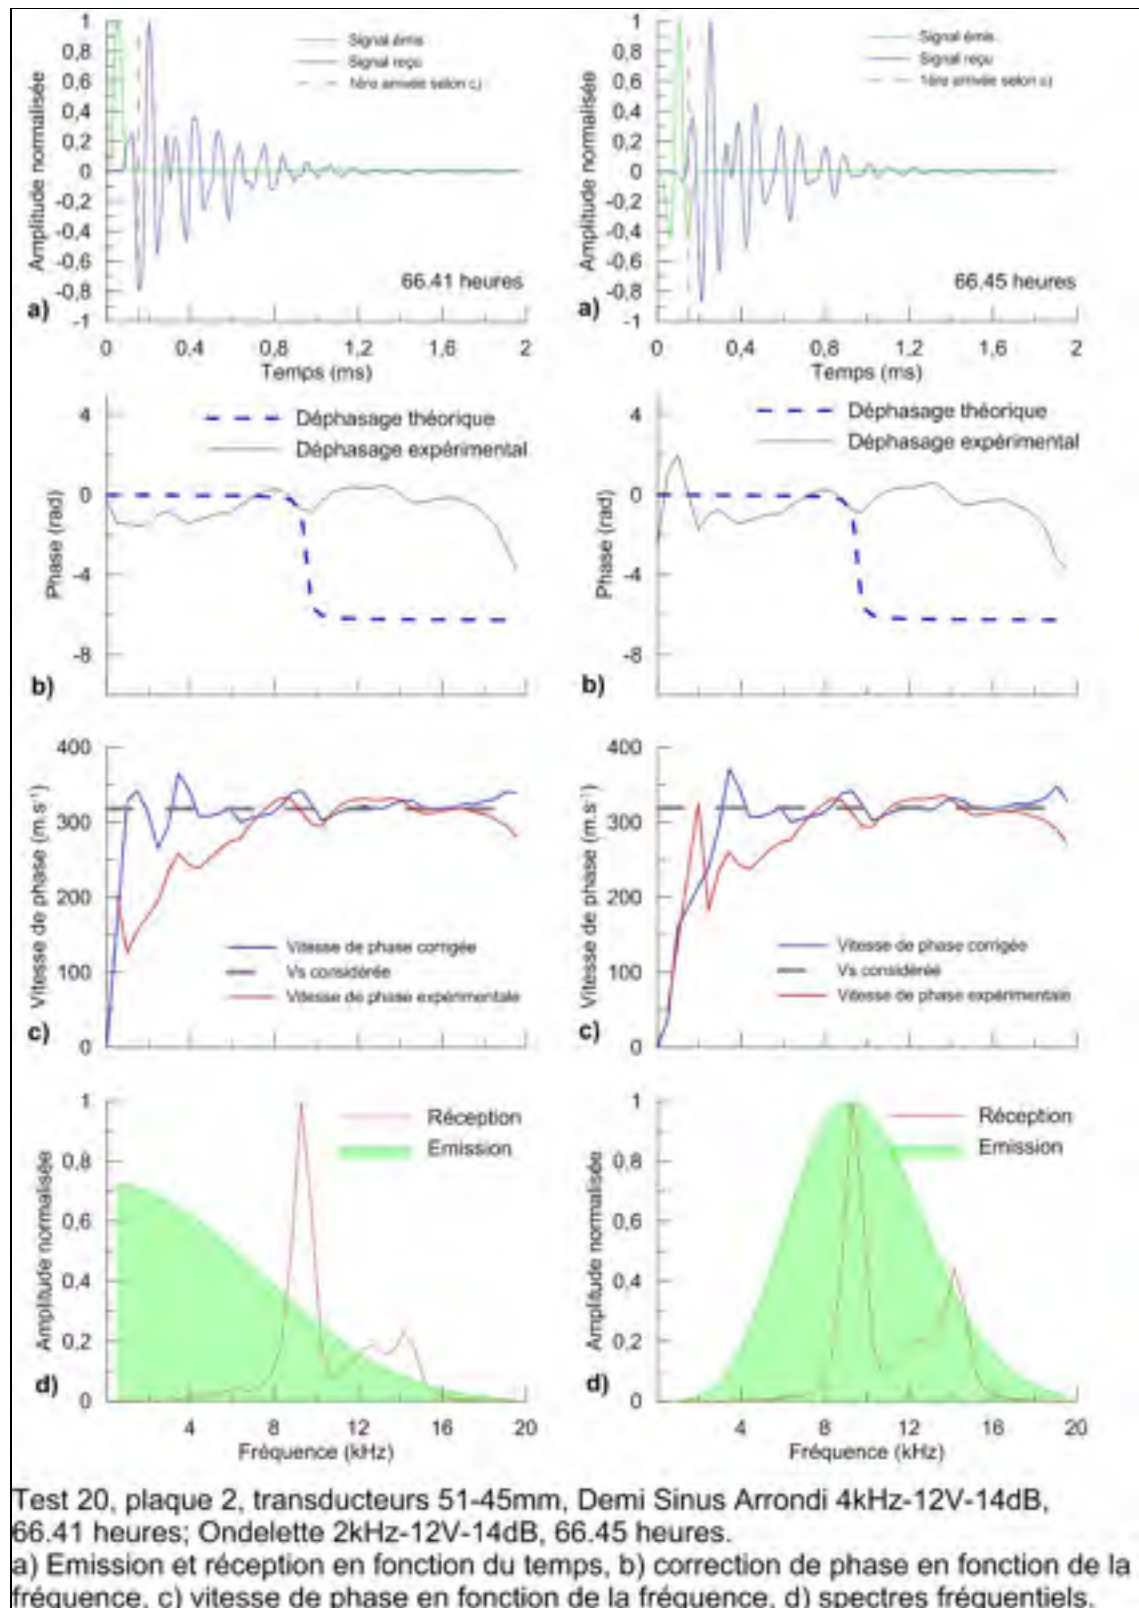 1
0.8
0.6
0.4
0.2
0
-0.2
-0.4
-0.6
-0.8
-1
Amplitude normalisée
Signal émis
Signal reçu
1ère arrivée selon c)
66.41 heures
a)
0 0,4 0,8 1,2 1,6 2
Temps (ms)
1
0.8
0.6
0.4
0.2
0
-0.2
-0.4
-0.6
-0.8
-1
Amplitude normalisée
Signal émis
Signal reçu
1ère arrivée selon c)
66.45 heures
a)
0 0,4 0,8 1,2 1,6 2
Temps (ms)
4
0
-4
-8
Phase (rad)
Déphasage théorique
Déphasage expérimental
b)
4
0
-4
-8
Phase (rad)
Déphasage théorique
Déphasage expérimental
b)
400
300
200
100
0
Vitesse de phase (m.s⁻¹)
Vitesse de phase corrigée
Vs considérée
Vitesse de phase expérimentale
c)
400
300
200
100
0
Vitesse de phase (m.s⁻¹)
Vitesse de phase corrigée
Vs considérée
Vitesse de phase expérimentale
c)
1
0.8
0.6
0.4
0.2
0
Amplitude normalisée
Réception
Emission
d)
4 8 12 16 20
Fréquence (kHz)
1
0.8
0.6
0.4
0.2
0
Amplitude normalisée
Réception
Emission
d)
4 8 12 16 20
Fréquence (kHz)
Test 20, plaque 2, transducteurs 51-45mm, Demi Sinus Arrondi 4kHz-12V-14dB,
66.41 heures; Ondelette 2kHz-12V-14dB, 66.45 heures.
a) Emission et réception en fonction du temps, b) correction de phase en fonction de la
fréquence, c) vitesse de phase en fonction de la fréquence, d) spectres fréquentiels.